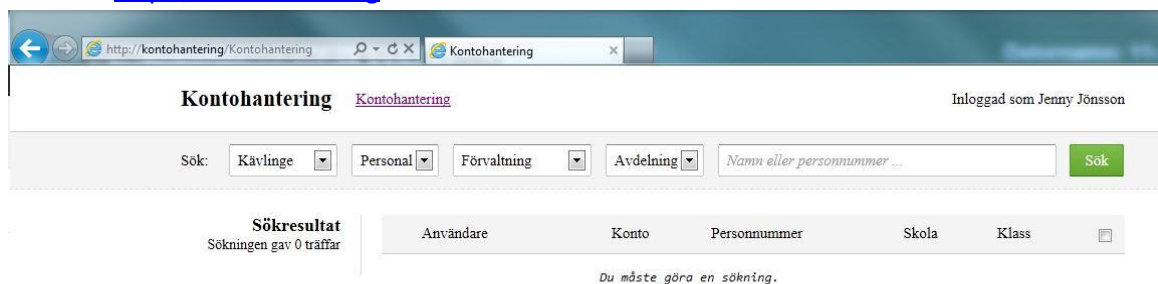 http://kontohantering/Kontohantering Kontohantering
Kontohantering Kontohantering Inloggad som Jenny Jönsson
Sök: Kävlinge Personal Förvaltning Avdelning Namn eller personnummer ... Sök
Sökresultat
Sökningen gav 0 träffar
Användare Konto Personnummer Skola Klass
Du måste göra en sökning.